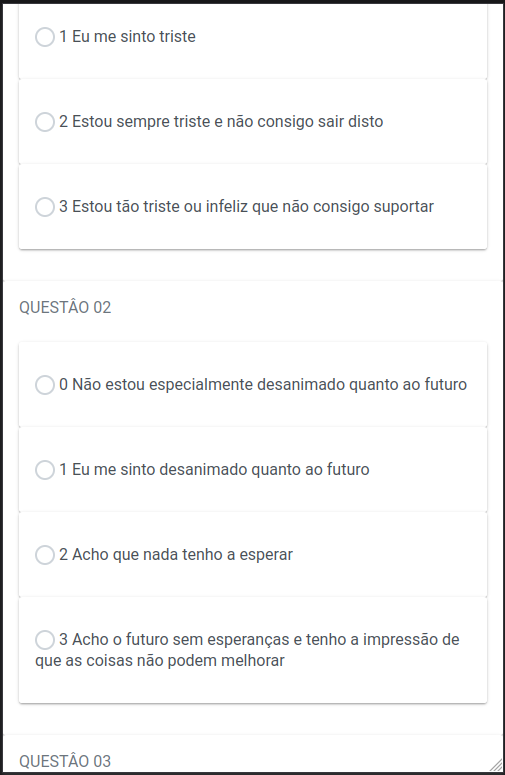 1 Eu me sinto triste
2 Estou sempre triste e não consigo sair disto
3 Estou tão triste ou infeliz que não consigo suportar
QUESTÂO 02
0 Não estou especialmente desanimado quanto ao futuro
1 Eu me sinto desanimado quanto ao futuro
2 Acho que nada tenho a esperar
3 Acho o futuro sem esperanças e tenho a impressão de
que as coisas não podem melhorar
QUESTÂO 03